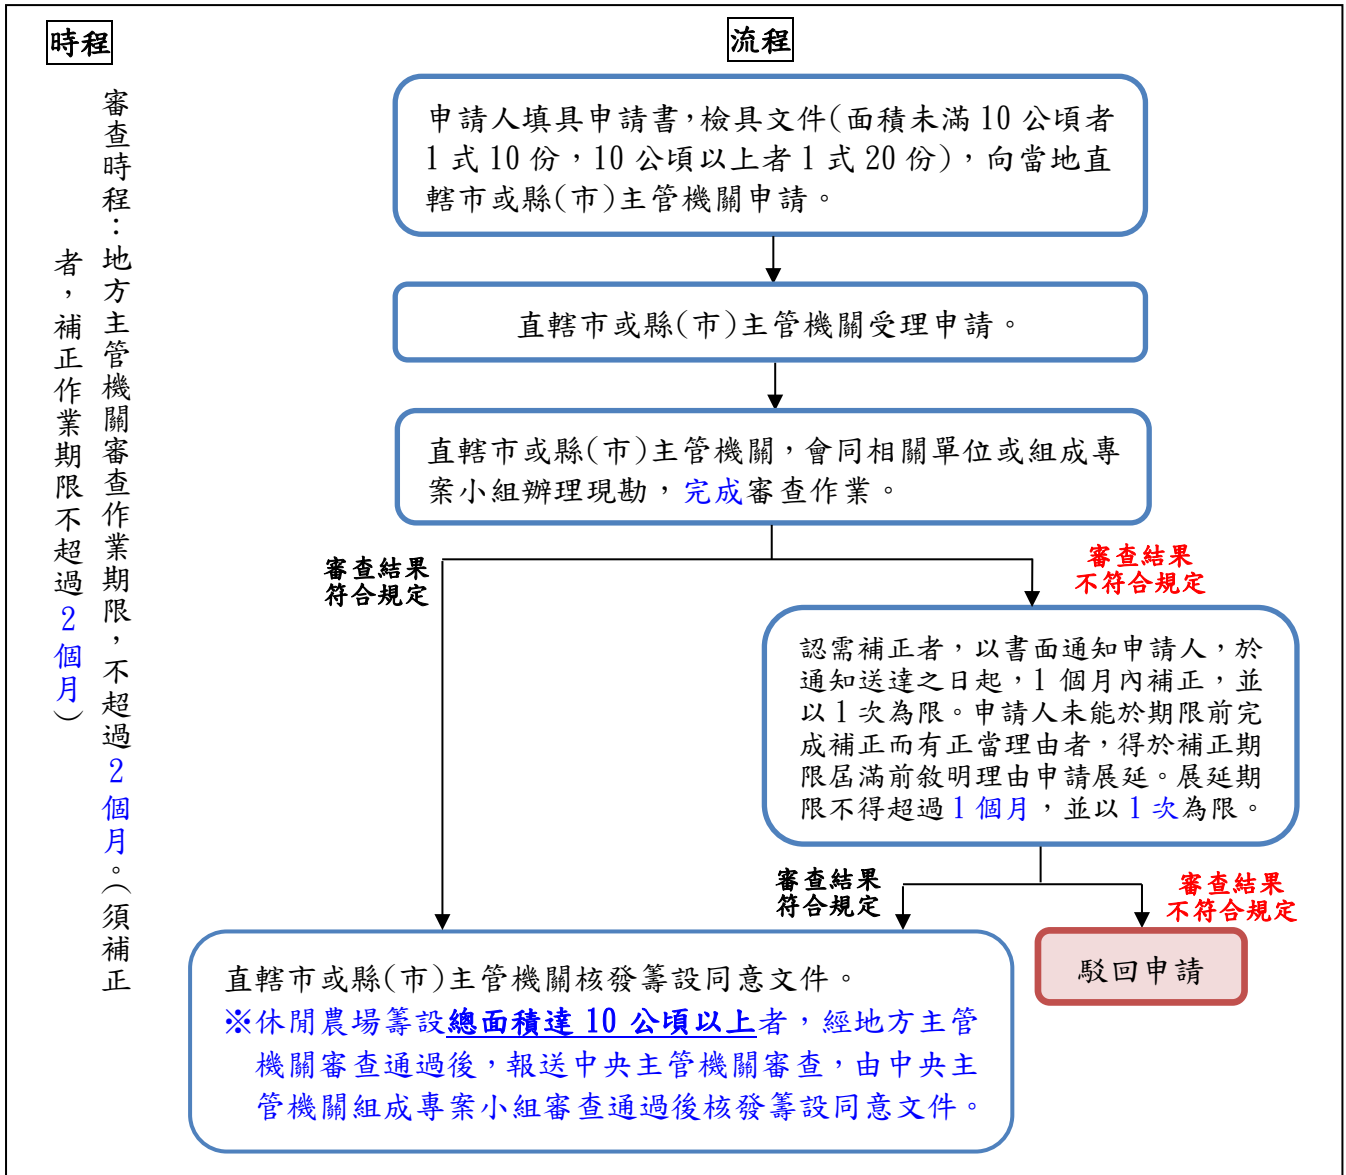 時程
審查時程：地方主管機關審查作業期限，不超過2個月。（須補正
者，補正作業期限不超過2個月）
流程
申請人填具申請書，檢具文件(面積未滿10公頃者
1式10份，10公頃以上者1式20份)，向當地直
轄市或縣(市)主管機關申請。
直轄市或縣(市)主管機關受理申請。
直轄市或縣(市)主管機關，會同相關單位或組成專
案小組辦理現勘，完成審查作業。
審查結果
符合規定
審查結果
不符合規定
認需補正者，以書面通知申請人，於
通知送達之日起，1個月內補正，並
以1次為限。申請人未能於期限前完
成補正而有正當理由者，得於補正期
限屆滿前敘明理由申請展延。展延期
限不得超過1個月，並以1次為限。
審查結果
符合規定
審查結果
不符合規定
直轄市或縣(市)主管機關核發籌設同意文件。
※休閒農場籌設總面積達10公頃以上者，經地方主管
機關審查通過後，報送中央主管機關審查，由中央主
管機關組成專案小組審查通過後核發籌設同意文件。
駁回申請